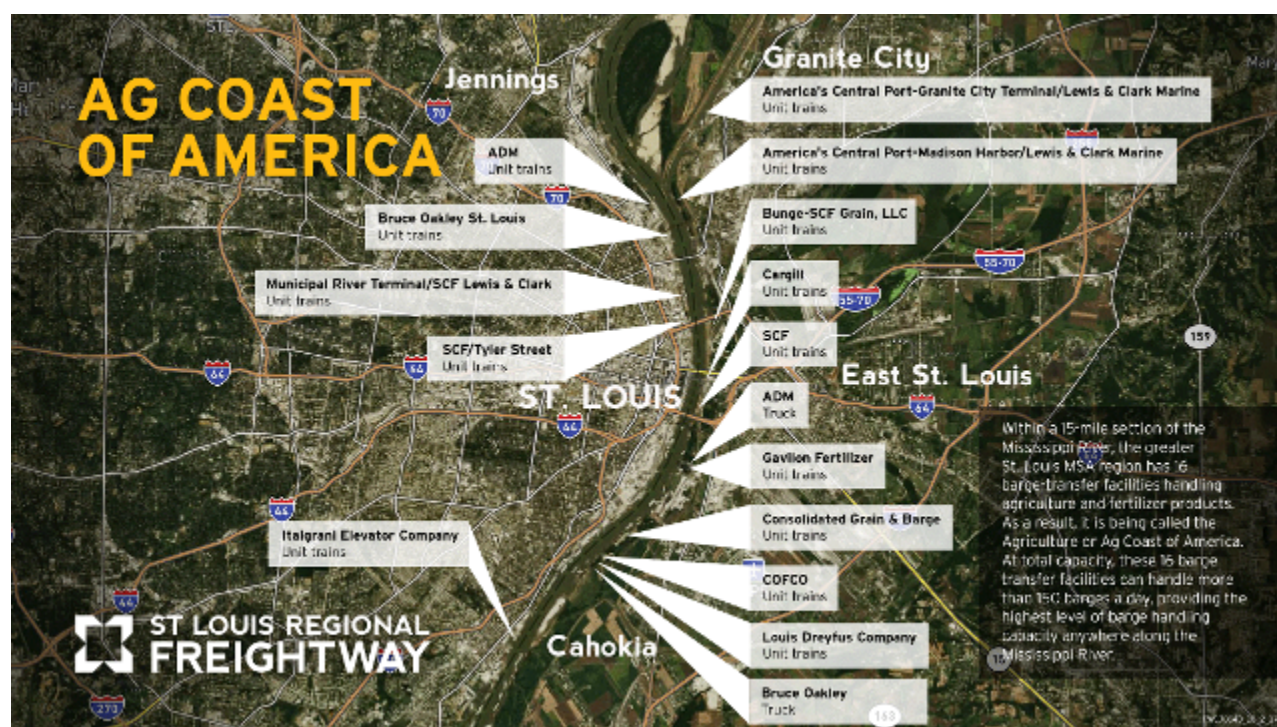 AG COAST
OF AMERICA
Jennings
Granite City
America's Central Port-Granite City Terminal/Lewis & Clark Marine
Unit trains
ADM
Unit trains
America's Central Port-Madison Harbor/Lewis & Clark Marine
Unit trains
Bruce Oakley St. Louis
Unit trains
Bunge-SCF Grain, LLC
Unit trains
Municipal River Terminal/SCF Lewis & Clark
Unit trains
Cargill
Unit trains
SCF/Tyler Street
Unit trains
SCF
Unit trains
ST. LOUIS
East St. Louis
ADM
Truck
Gavilon Fertilizer
Unit trains
Consolidated Grain & Barge
Unit trains
Italgrani Elevator Company
Unit trains
COFCO
Unit trains
Louis Dreyfus Company
Unit trains
Bruce Oakley
Truck
Cahokia
Within a 15-mile section of the
Mississippi River, the greater
St. Louis MSA region has 16
barge-transfer facilities handling
agriculture and fertilizer products.
As a result, it is being called the
Agriculture or Ag Coast of America.
At total capacity, these 16 barge
transfer facilities can handle more
than 150 barges a day, providing the
highest level of barge handling
capacity anywhere along the
Mississippi River.
ST LOUIS REGIONAL
FREIGHTWAY
70
70
55-70
55-70
159
64
64
64
64
64
44
270
163